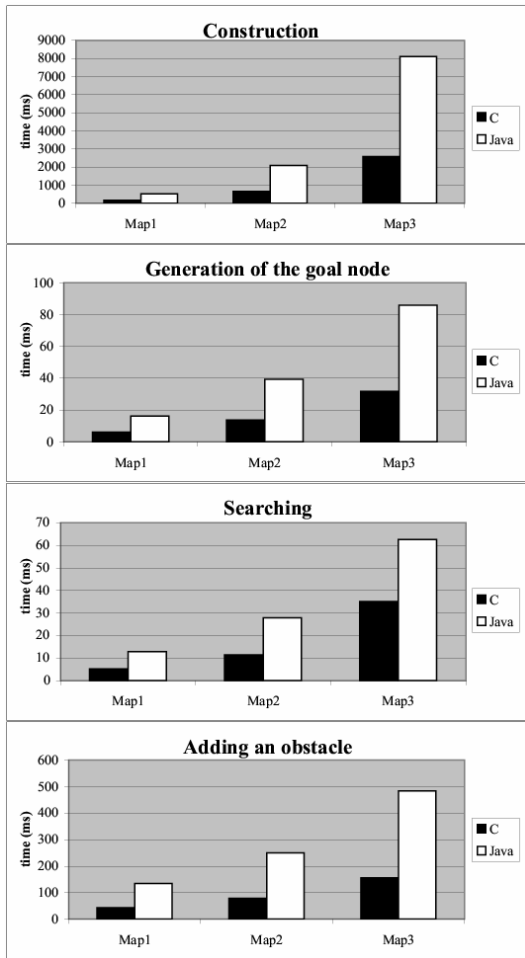 Construction
time (ms)
9000
8000
7000
6000
5000
4000
3000
2000
1000
0
Map1 Map2 Map3
C
Java
Generation of the goal node
time (ms)
100
80
60
40
20
0
Map1 Map2 Map3
C
Java
Searching
time (ms)
70
60
50
40
30
20
10
0
Map1 Map2 Map3
C
Java
Adding an obstacle
time (ms)
600
500
400
300
200
100
0
Map1 Map2 Map3
C
Java